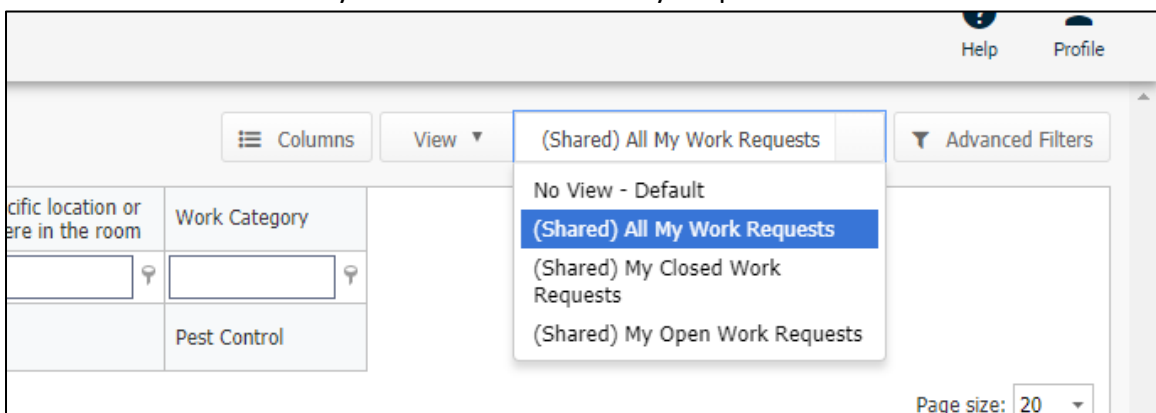 Help Profile
Columns View (Shared) All My Work Requests Advanced Filters
No View - Default
(Shared) All My Work Requests
(Shared) My Closed Work
Requests
(Shared) My Open Work Requests
cific location or
ere in the room
Work Category
Pest Control
Page size: 20